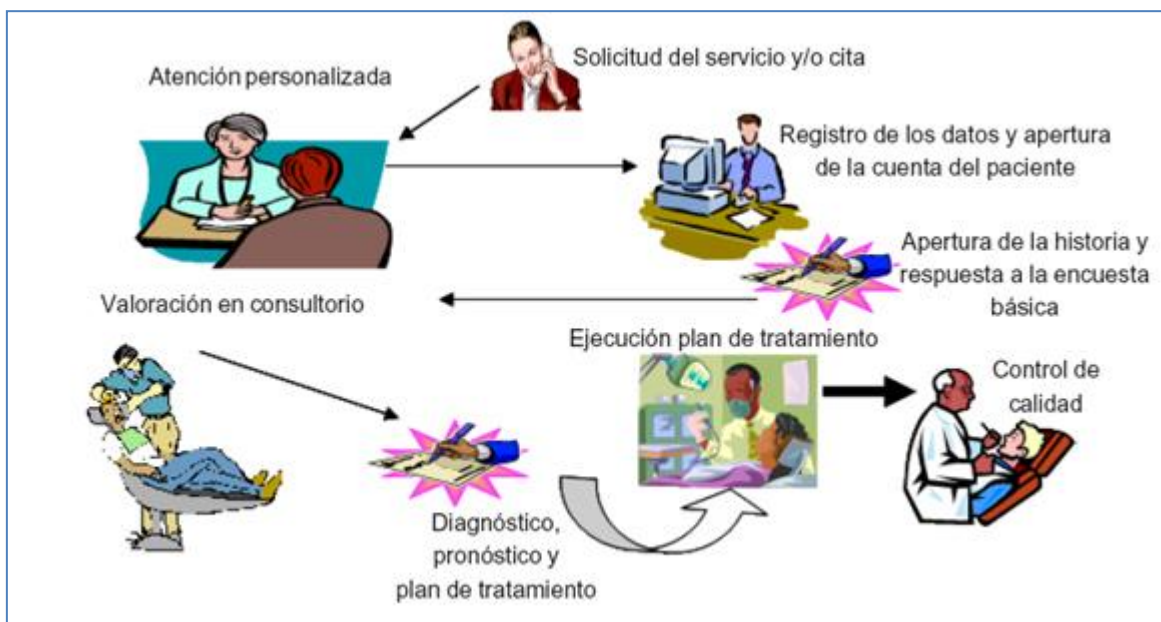 Solicitud del servicio y/o cita
Atención personalizada
Registro de los datos y apertura
de la cuenta del paciente
Apertura de la historia y
respuesta a la encuesta
básica
Valoración en consultorio
Diagnóstico,
pronóstico y
plan de tratamiento
Ejecución plan de tratamiento
Control de
calidad